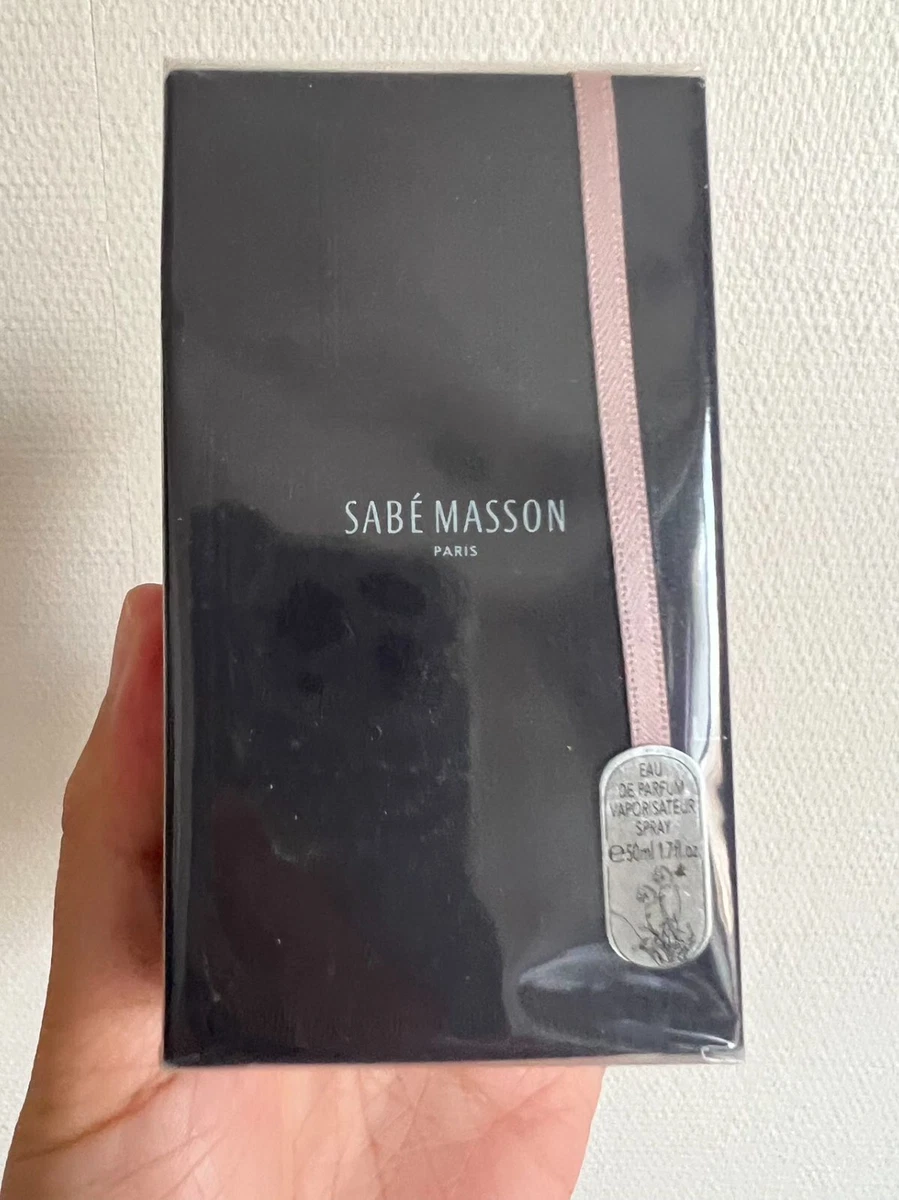 SABÉ MASSON
PARIS
EAU
DE PARFUM
VAPORISATEUR
SPRAY
℮50ml 1.7fl.oz